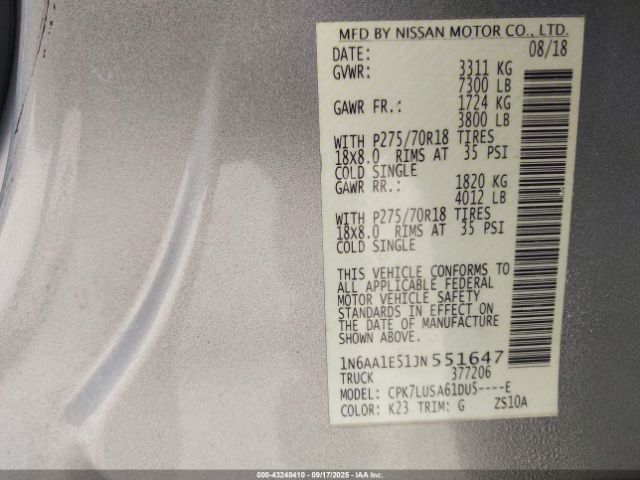 MFD BY NISSAN MOTOR CO., LTD.
DATE: 08/18
GVWR: 3311 KG
7300 LB
GAWR FR.: 1724 KG
3800 LB
WITH P275/70R18 TIRES
18X8.0 RIMS AT 35 PSI
COLD SINGLE
GAWR RR.: 1820 KG
4012 LB
WITH P275/70R18 TIRES
18X8.0 RIMS AT 35 PSI
COLD SINGLE
THIS VEHICLE CONFORMS TO
ALL APPLICABLE FEDERAL
MOTOR VEHICLE SAFETY
STANDARDS IN EFFECT ON
THE DATE OF MANUFACTURE
SHOWN ABOVE.
1N6AA1E51JN551647
TRUCK 377206
MODEL: CPK7LUSA61DU5----E
COLOR: K23 TRIM: G ZS10A
000-43248410 - 09/17/2025 - IAA